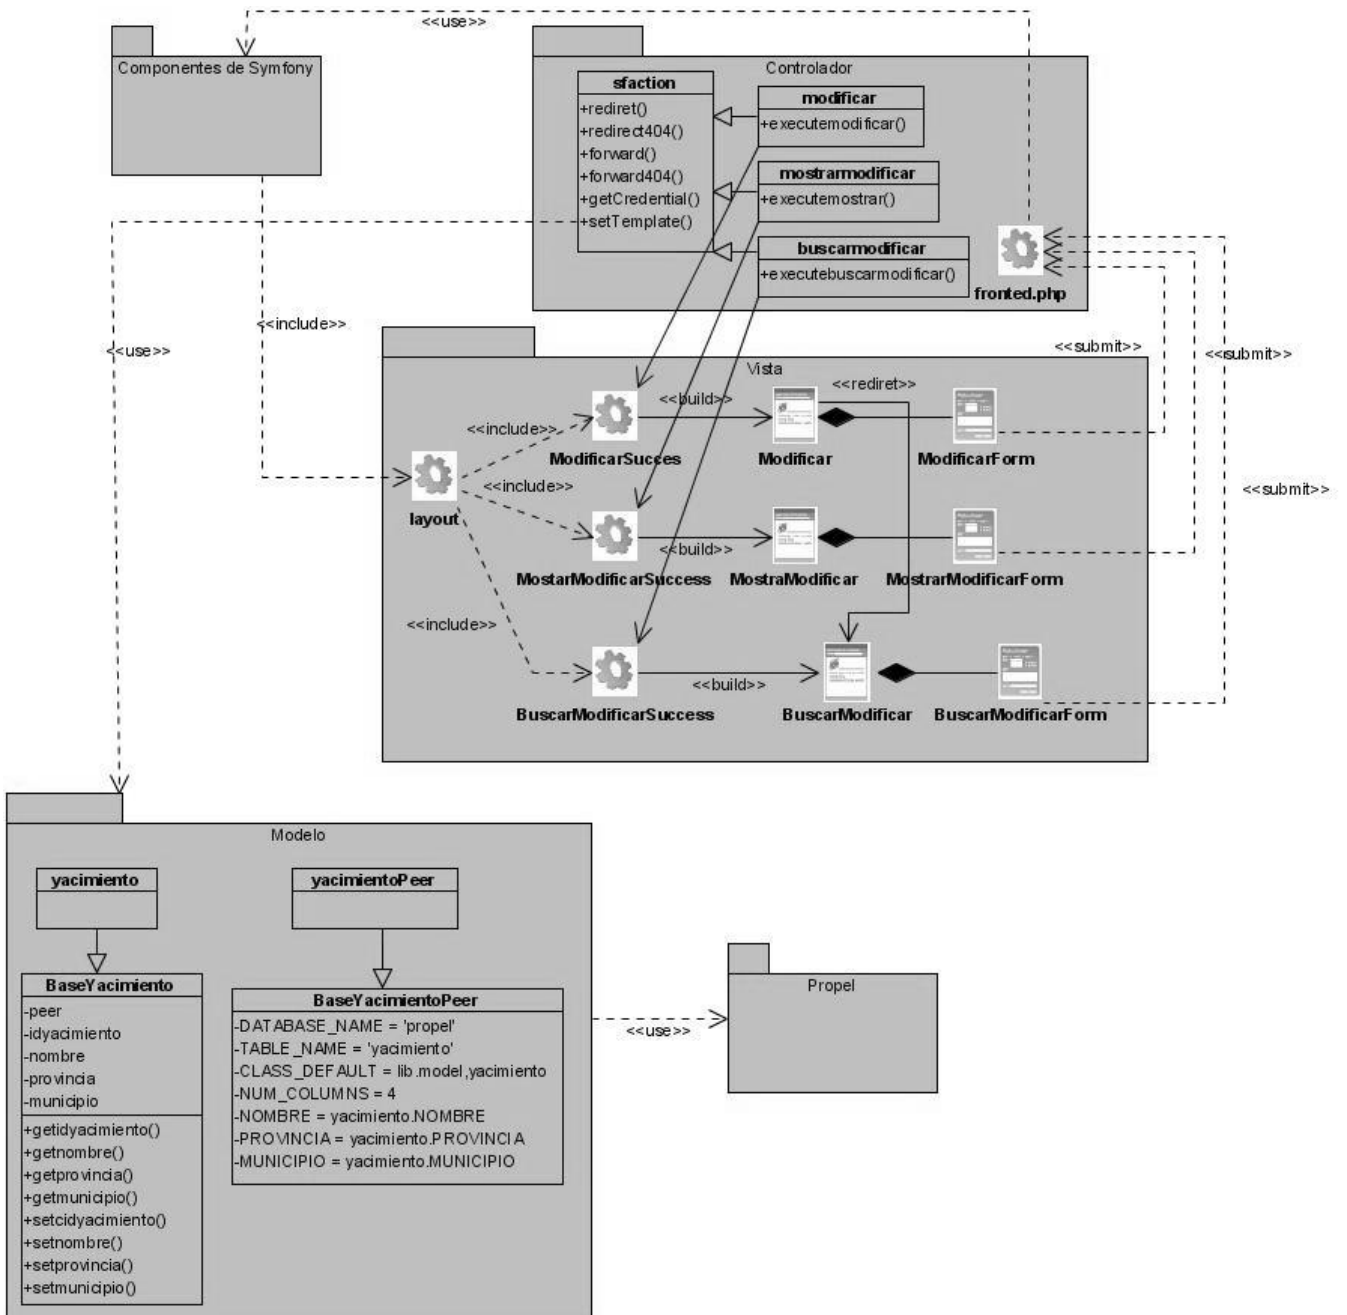 <<use>>
Componentes de Symfony
Controlador
sfaction
+rediret()
+redirect404()
+forward()
+forward404()
+getCredential()
+setTemplate()
modificar
+executemodificar()
mostrarmodificar
+executemostrar()
buscarmodificar
+executebuscarmodificar()
fronted.php
<<include>>
<<use>>
<<submit>>
<<submit>>
<<submit>>
Vista
<<rediret>>
<<build>>
<<include>>
ModificarSucces
Modificar
ModificarForm
<<include>>
layout
<<build>>
MostarModificarSuccess
MostraModificar
MostrarModificarForm
<<include>>
<<build>>
BuscarModificarSuccess
BuscarModificar
BuscarModificarForm
Modelo
yacimiento
yacimientoPeer
BaseYacimiento
-peer
-idyacimiento
-nombre
-provincia
-municipio
+getidyacimiento()
+getnombre()
+getprovincia()
+getmunicipio()
+setcidyacimiento()
+setnombre()
+setprovincia()
+setmunicipio()
BaseYacimientoPeer
-DATABASE_NAME = 'propel'
-TABLE_NAME = 'yacimiento'
-CLASS_DEFAULT = lib.model,yacimiento
-NUM_COLUMNS = 4
-NOMBRE = yacimiento.NOMBRE
-PROVINCIA = yacimiento.PROVINCIA
-MUNICIPIO = yacimiento.MUNICIPIO
<<use>>
Propel